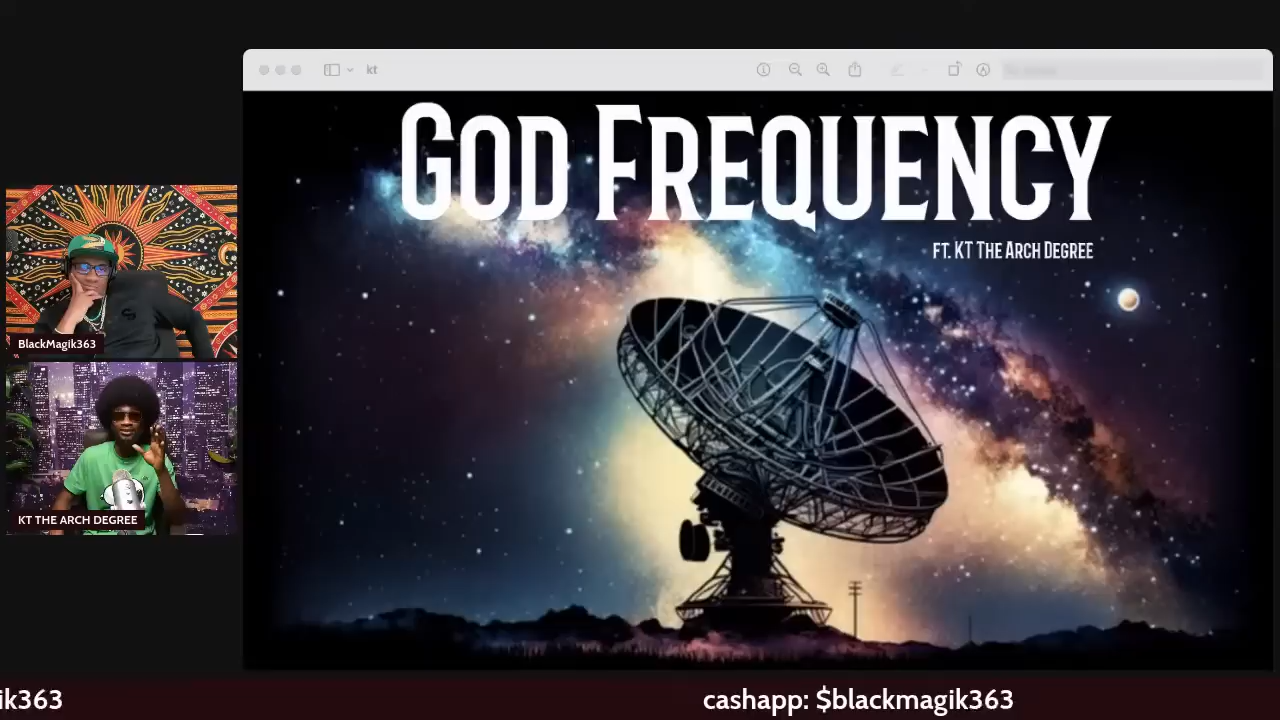 kt
GOD FREQUENCY
FT. KT THE ARCH DEGREE
BlackMagik363
KT THE ARCH DEGREE
ik363
cashapp: $blackmagik363